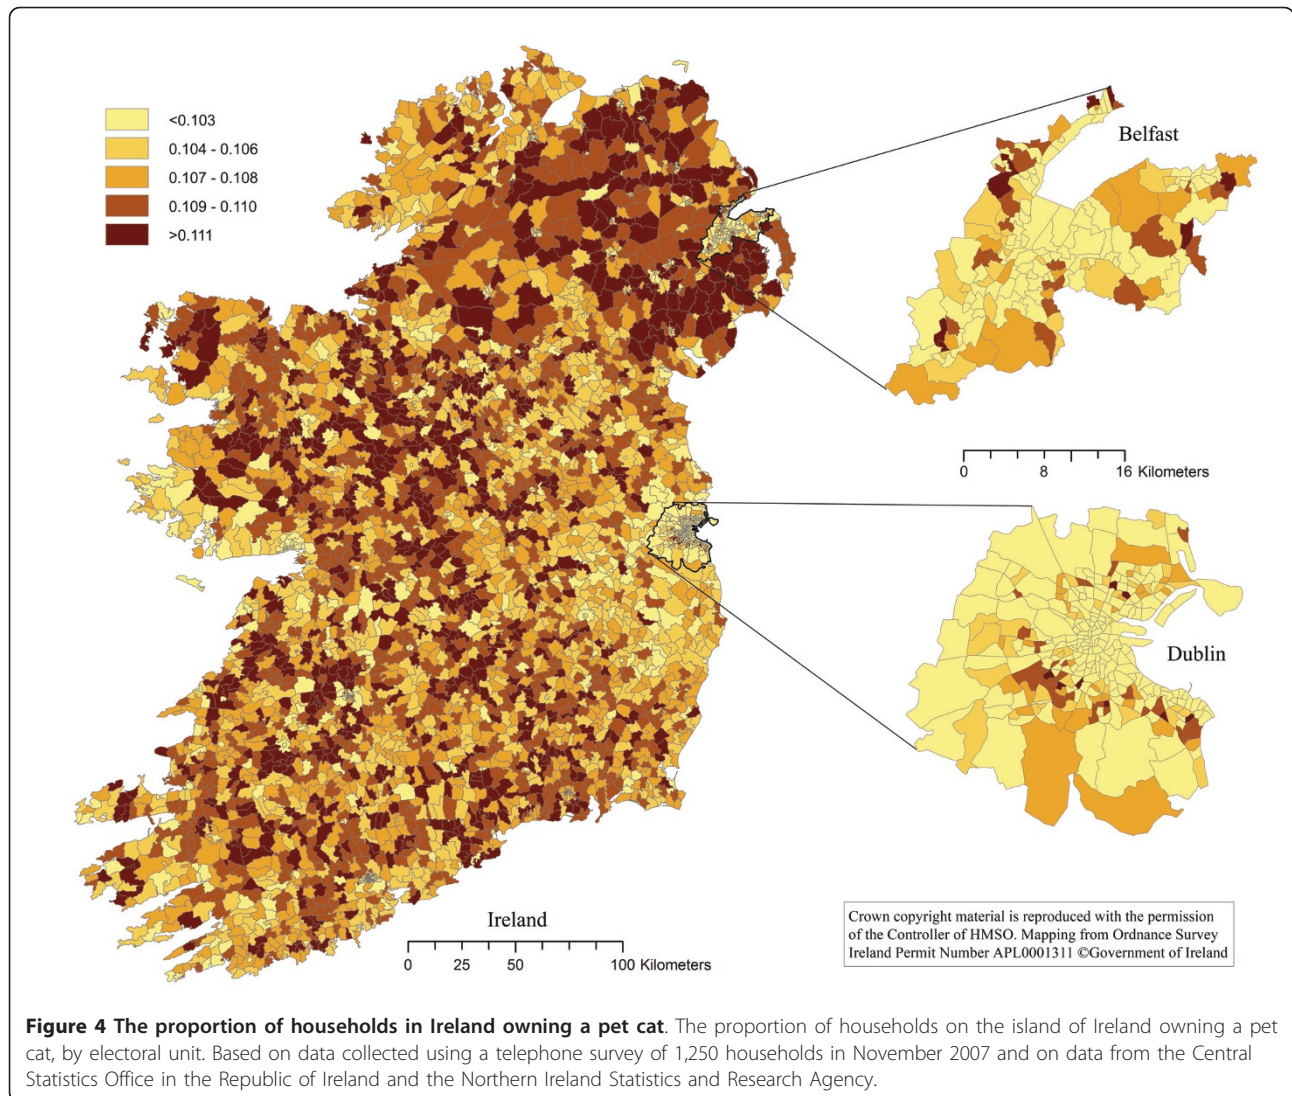 <0.103
0.104 - 0.106
0.107 - 0.108
0.109 - 0.110
>0.111
Belfast
0 8 16 Kilometers
Dublin
Ireland
0 25 50 100 Kilometers
Crown copyright material is reproduced with the permission
of the Controller of HMSO. Mapping from Ordnance Survey
Ireland Permit Number APL0001311 ©Government of Ireland
Figure 4 The proportion of households in Ireland owning a pet cat. The proportion of households on the island of Ireland owning a pet
cat, by electoral unit. Based on data collected using a telephone survey of 1,250 households in November 2007 and on data from the Central
Statistics Office in the Republic of Ireland and the Northern Ireland Statistics and Research Agency.